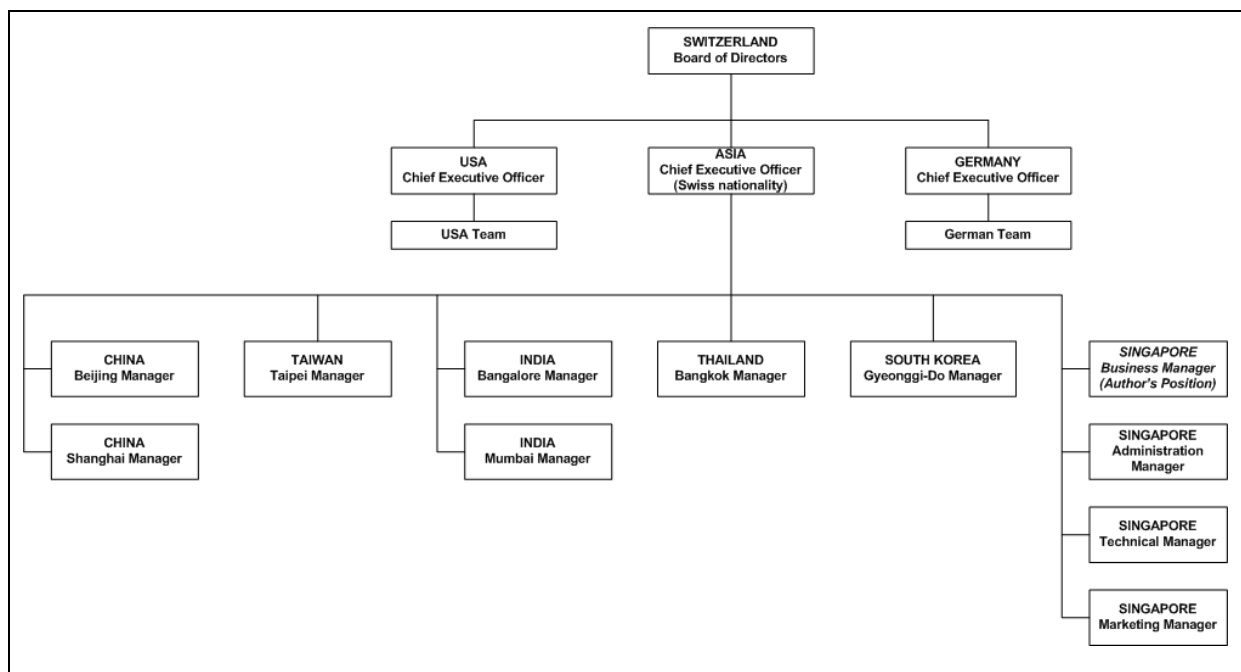 SWITZERLAND
Board of Directors
USA
Chief Executive Officer
ASIA
Chief Executive Officer
(Swiss nationality)
GERMANY
Chief Executive Officer
USA Team
German Team
CHINA
Beijing Manager
TAIWAN
Taipei Manager
INDIA
Bangalore Manager
THAILAND
Bangkok Manager
SOUTH KOREA
Gyeonggi-Do Manager
SINGAPORE
Business Manager
(Author's Position)
CHINA
Shanghai Manager
INDIA
Mumbai Manager
SINGAPORE
Administration
Manager
SINGAPORE
Technical Manager
SINGAPORE
Marketing Manager